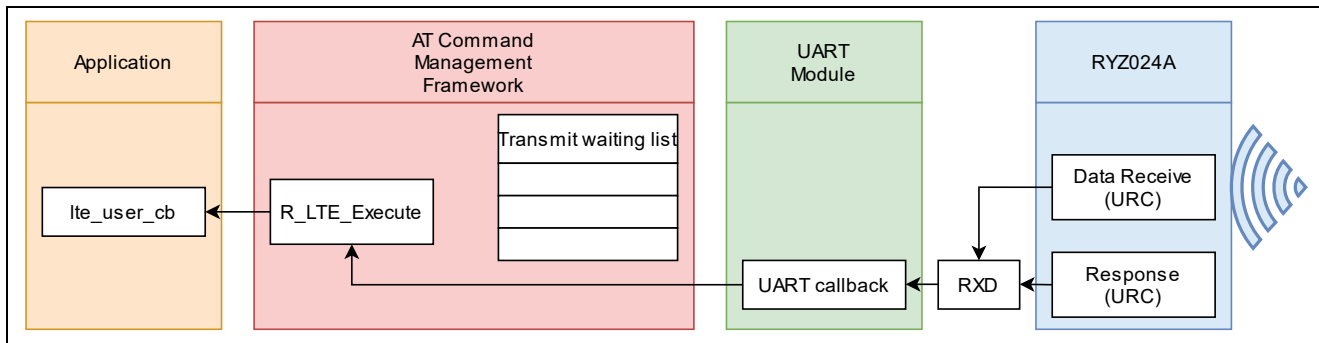 Application
AT Command
Management
Framework
UART
Module
RYZ024A
Transmit waiting list
Data Receive
(URC)
lte_user_cb
R_LTE_Execute
UART callback
RXD
Response
(URC)